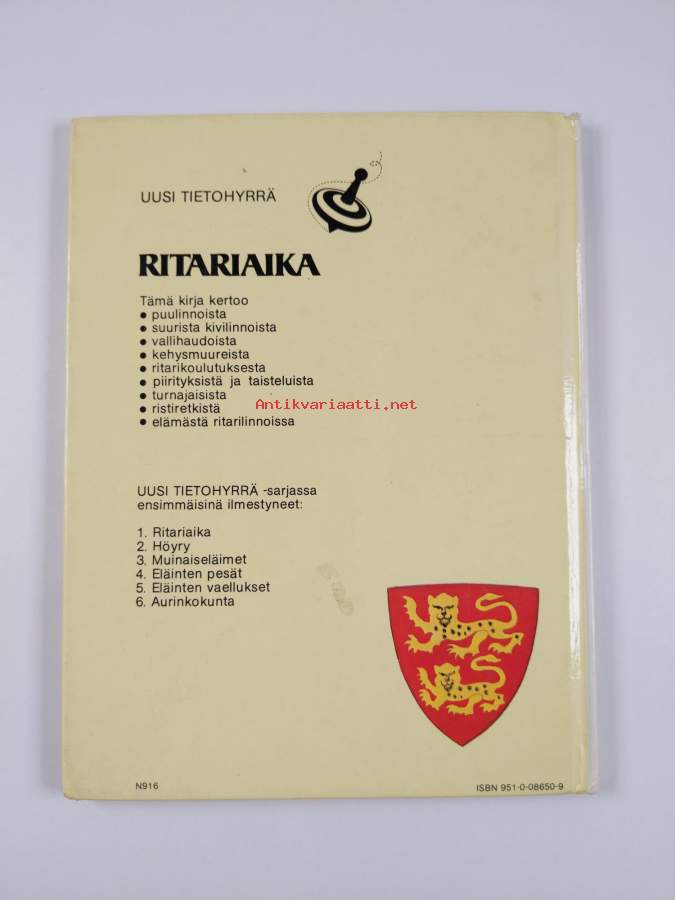 UUSI TIETOHYRRÄ
RITARIAIKA
Tämä kirja kertoo
● puulinnoista
● suurista kivilinnoista
● vallihaudoista
● kehysmuureista
● ritarikoulutuksesta
● piirityksistä ja taisteluista
● turnajaisista
● ristiretkistä
● elämästä ritarilinnoissa
Antikvariaatti.net
UUSI TIETOHYRRÄ -sarjassa
ensimmäisinä ilmestyneet:
1. Ritariaika
2. Höyry
3. Muinaiseläimet
4. Eläinten pesät
5. Eläinten vaellukset
6. Aurinkokunta
N916
ISBN 951-0-08650-9